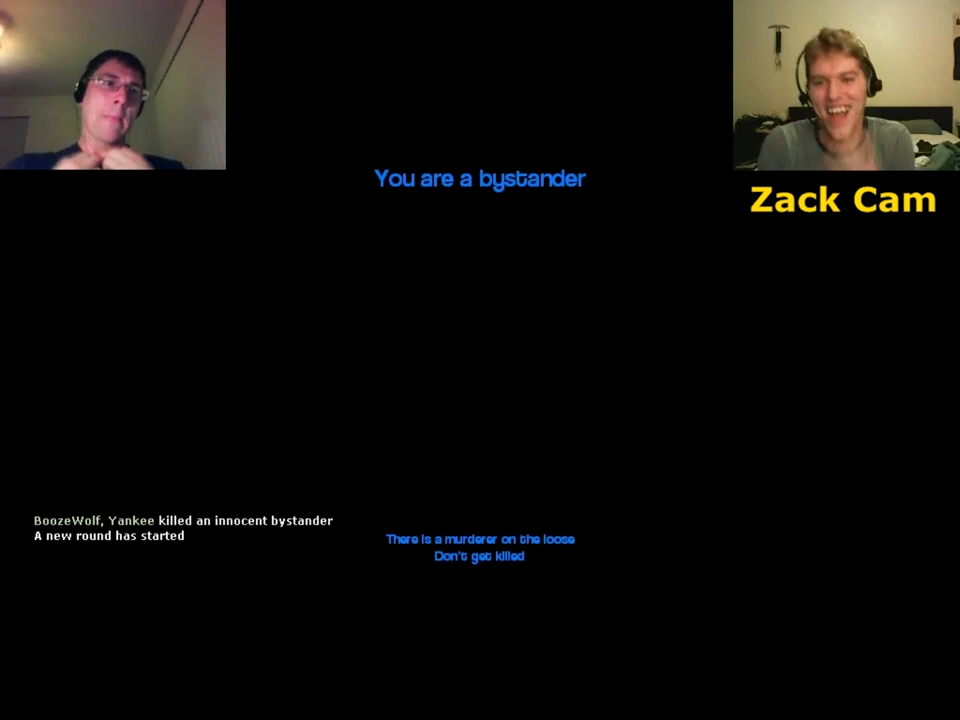 You are a bystander
Zack Cam
BoozeWolf, Yankee killed an innocent bystander
A new round has started
There is a murderer on the loose
Don't get killed